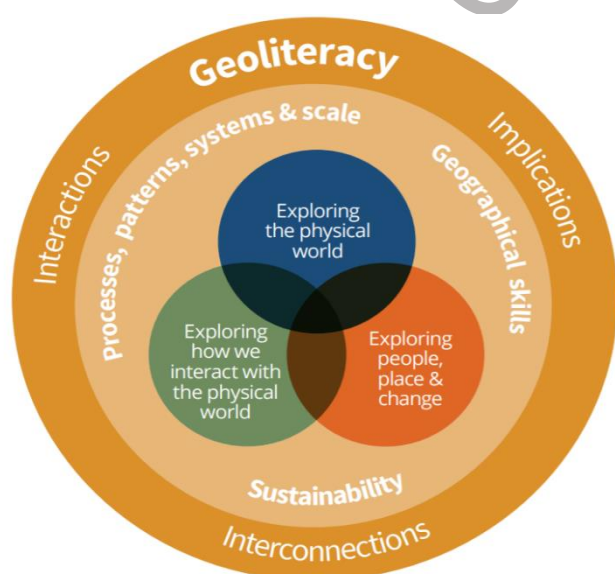 Geoliteracy
Interactions
Implications
Processes, patterns, systems & scale
Geographical skills
Exploring
the physical
world
Exploring
how we
interact with
the physical
world
Exploring
people,
place &
change
Sustainability
Interconnections